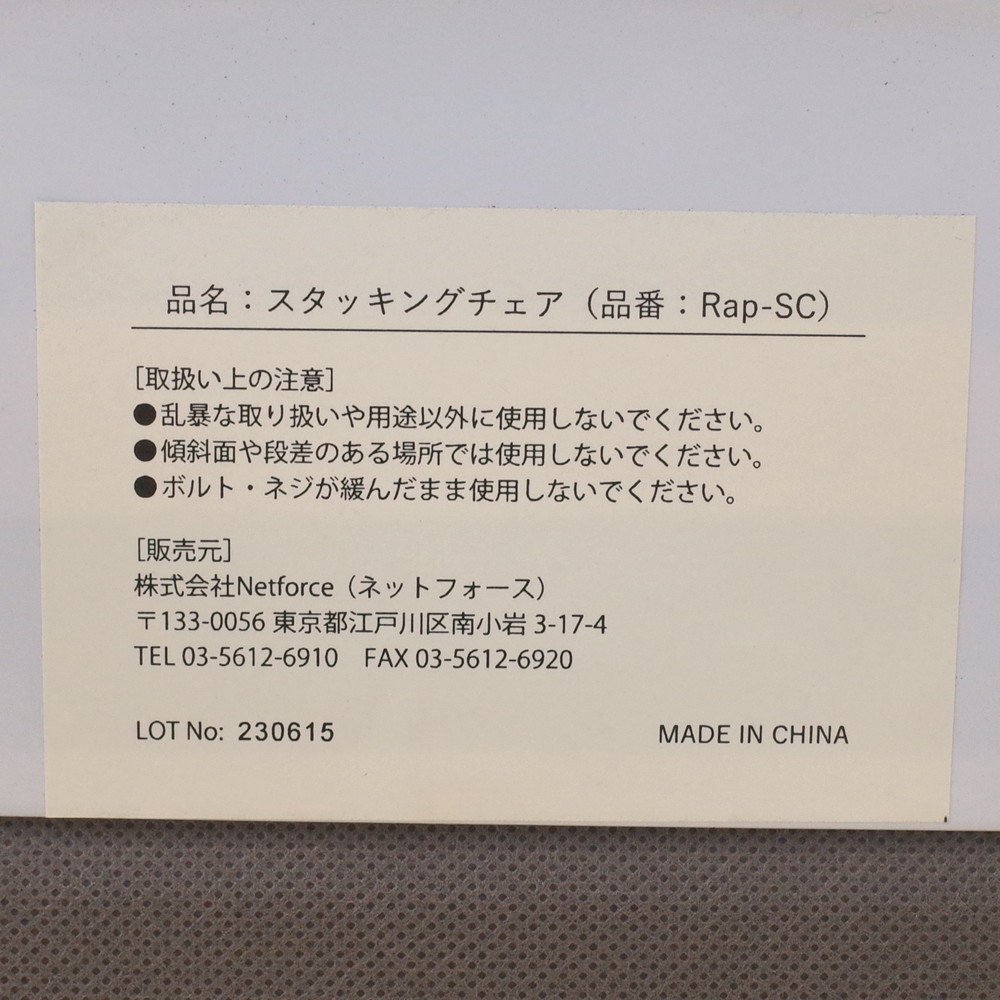 品名：スタッキングチェア（品番：Rap-SC）
[取扱い上の注意]
●乱暴な取り扱いや用途以外に使用しないでください。
●傾斜面や段差のある場所では使用しないでください。
●ボルト・ネジが緩んだまま使用しないでください。
[販売元]
株式会社Netforce（ネットフォース）
〒133-0056 東京都江戸川区南小岩 3-17-4
TEL 03-5612-6910　FAX 03-5612-6920
LOT No: 230615　MADE IN CHINA